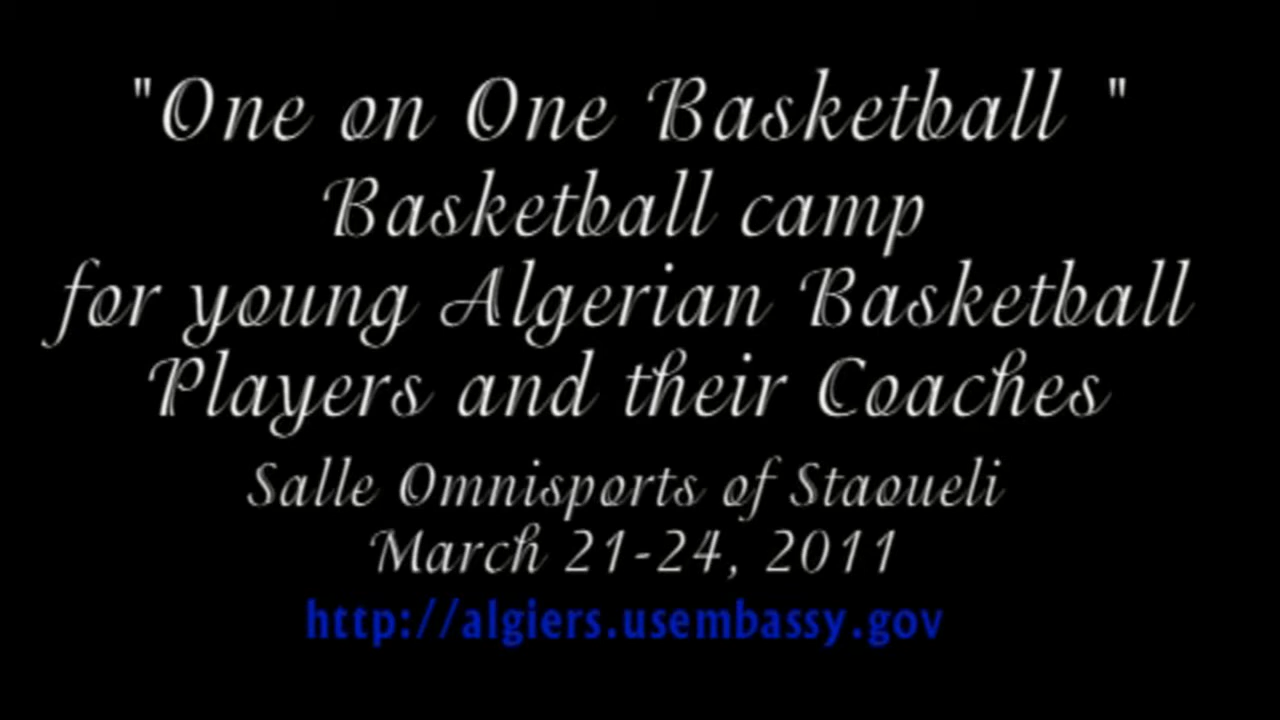 "One on One Basketball "
Basketball camp
for young Algerian Basketball
Players and their Coaches
Salle Omnisports of Staoueli
March 21-24, 2011
http://algiers.usembassy.gov